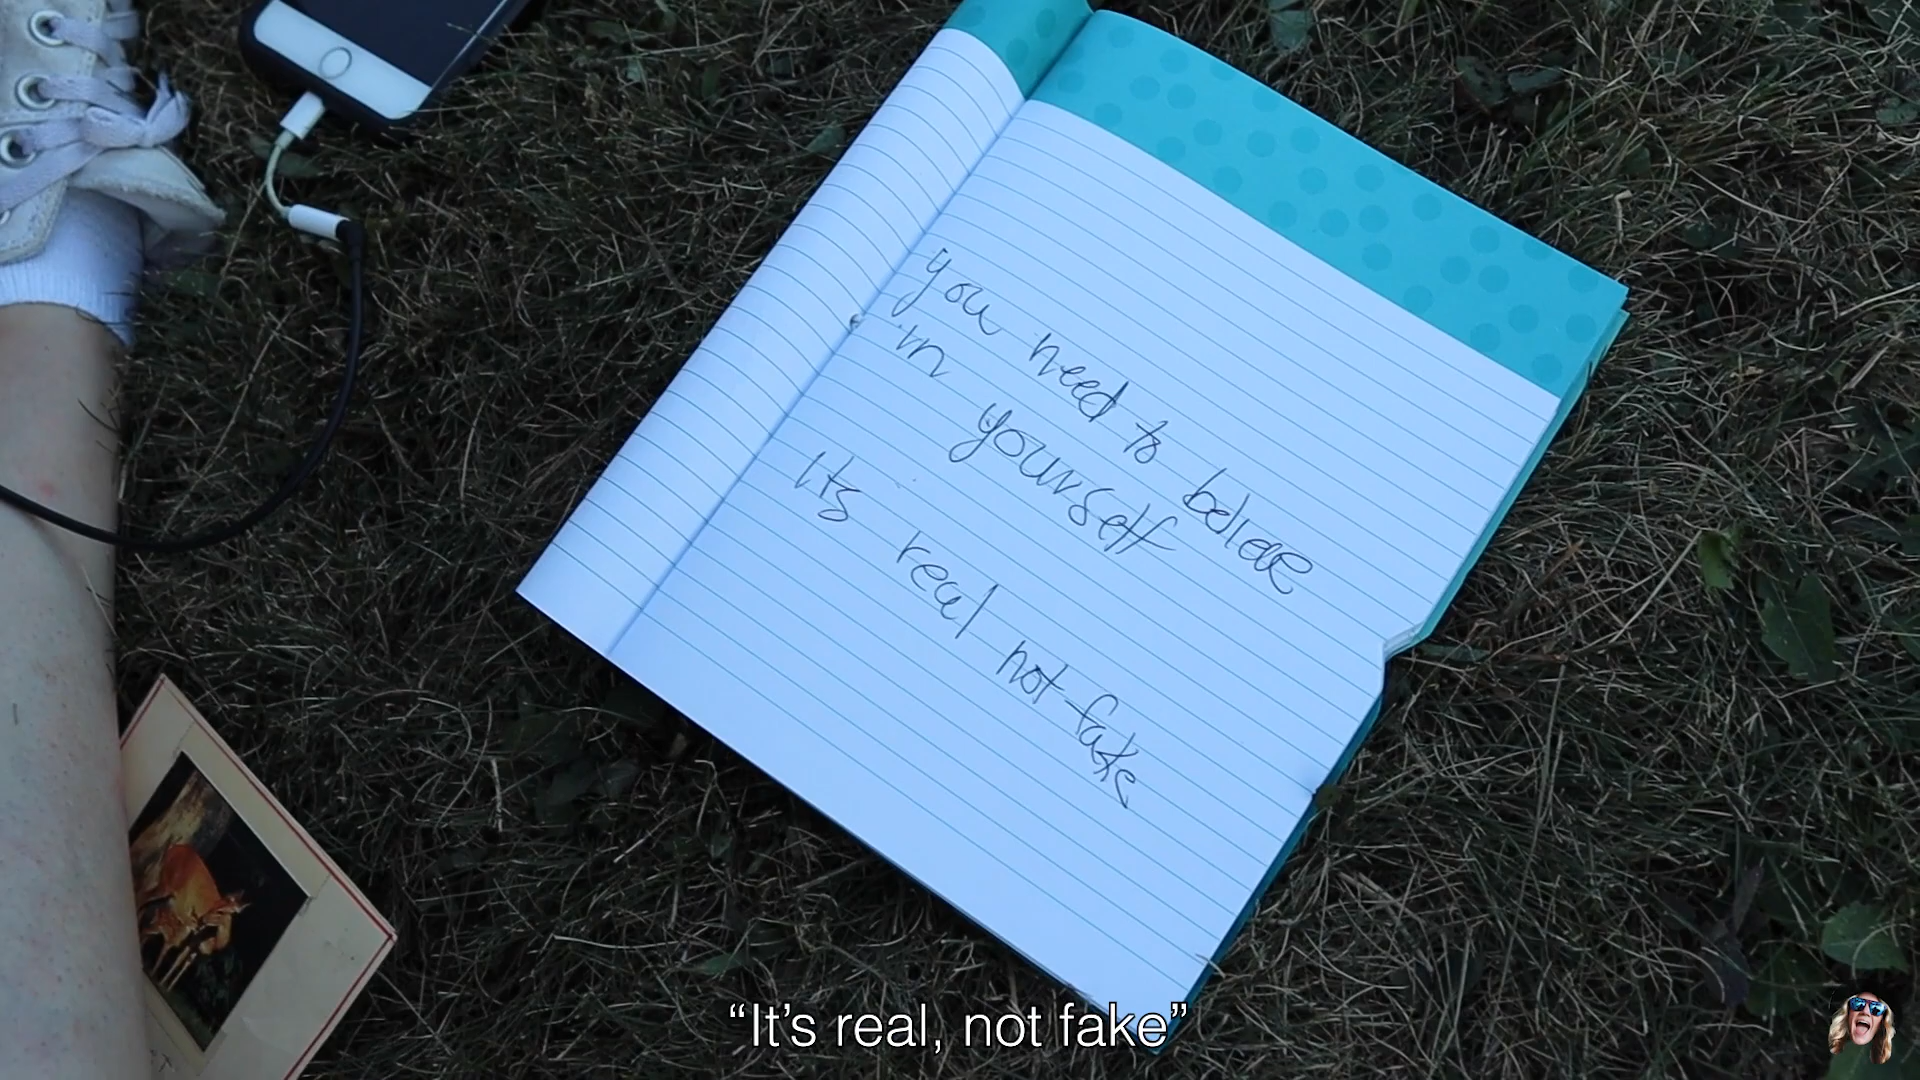 you need to believe
in yourself
its real not fake
“It’s real, not fake”